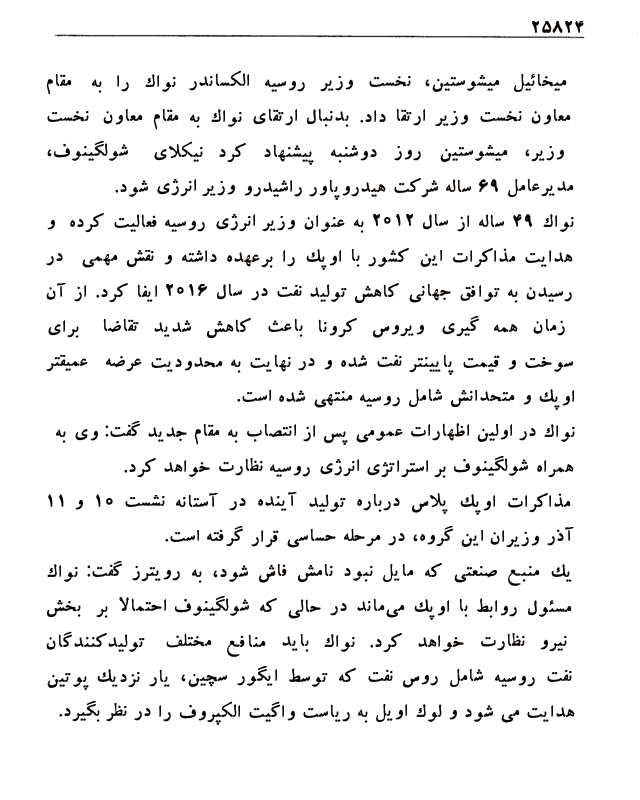 ۲۵۸۲۴
میخائیل میشوستین، نخست وزیر روسیه الکساندر نواك را به مقام
معاون نخست وزیر ارتقا داد. بدنبال ارتقای نواك به مقام معاون نخست
وزیر، میشوستین روز دوشنبه پیشنهاد کرد نیکلای شولگینوف،
مدیرعامل ۶۹ ساله شرکت هیدروپاور راشیدرو وزیر انرژی شود.
نواك ۴۹ ساله از سال ۲۰۱۲ به عنوان وزیر انرژی روسیه فعالیت کرده و
هدایت مذاکرات این کشور با اوپك را برعهده داشته و نقش مهمی در
رسیدن به توافق جهانی کاهش تولید نفت در سال ۲۰۱۶ ایفا کرد. از آن
زمان همه گیری ویروس کرونا باعث کاهش شدید تقاضا برای
سوخت و قیمت پایینتر نفت شده و در نهایت به محدودیت عرضه عمیقتر
اوپك و متحدانش شامل روسیه منتهی شده است.
نواك در اولین اظهارات عمومی پس از انتصاب به مقام جدید گفت: وی به
همراه شولگینوف بر استراتژی انرژی روسیه نظارت خواهد کرد.
مذاکرات اوپك پلاس درباره تولید آینده در آستانه نشست ۱۰ و ۱۱
آذر وزیران این گروه، در مرحله حساسی قرار گرفته است.
یك منبع صنعتی که مایل نبود نامش فاش شود، به رویترز گفت: نواك
مسئول روابط با اوپك می‌ماند در حالی که شولگینوف احتمالا بر بخش
نیرو نظارت خواهد کرد. نواك باید منافع مختلف تولیدکنندگان
نفت روسیه شامل روس نفت که توسط ایگور سچین، یار نزدیك پوتین
هدایت می شود و لوك اویل به ریاست واگیت الکپروف را در نظر بگیرد.